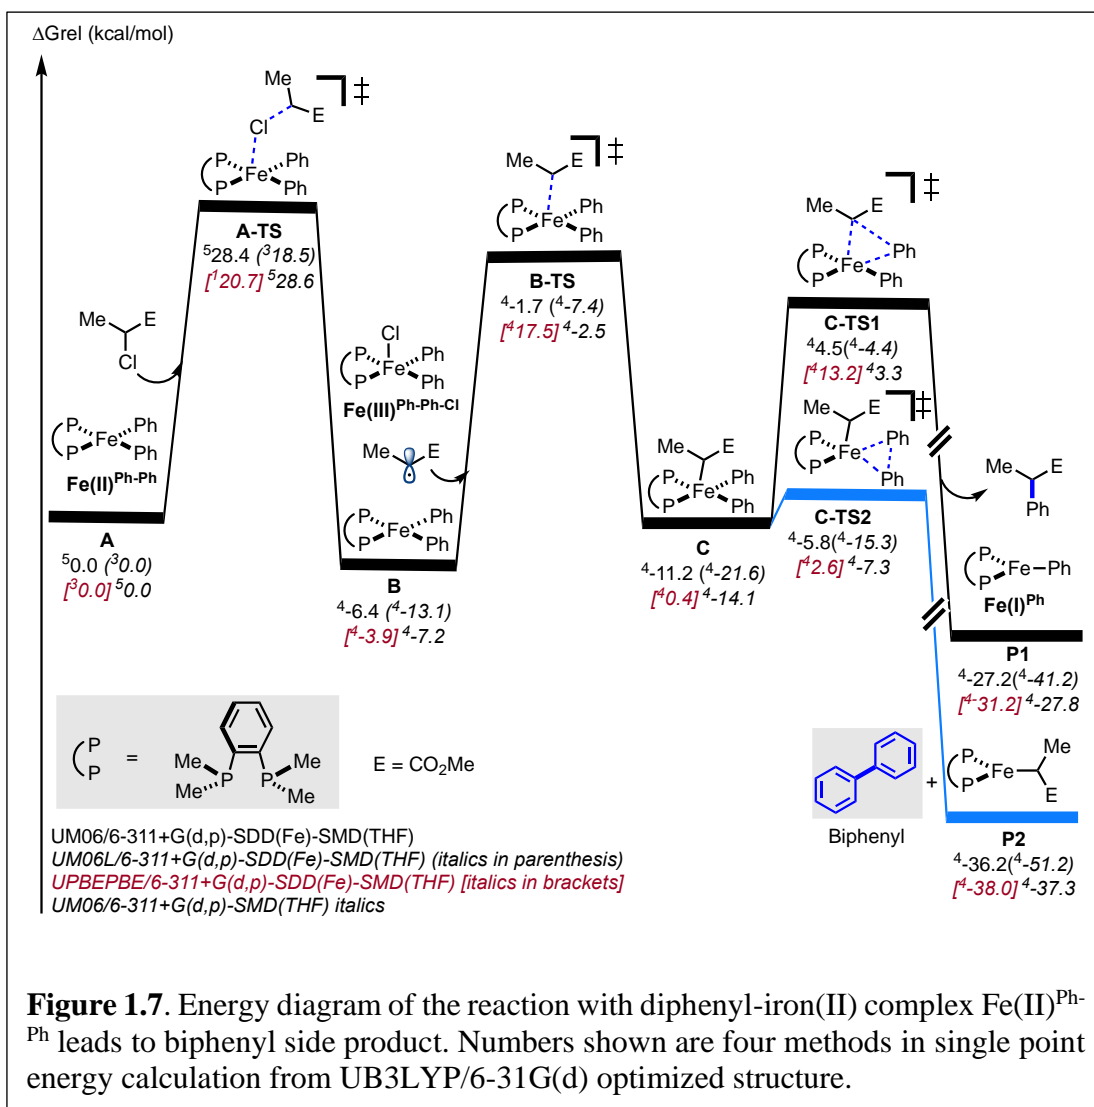 ΔGrel (kcal/mol)
Me
E
Cl
‡
P
P
Fe
Ph
Ph
A-TS
⁵28.4 (³18.5)
[¹20.7] ⁵28.6
Me
E
Cl
P
P
Fe
Ph
Ph
Fe(II)ᴾʰ⁻ᴾʰ
A
⁵0.0 (³0.0)
[³0.0] ⁵0.0
Cl
P
P
Fe
Ph
Ph
Fe(III)ᴾʰ⁻ᴾʰ⁻ᶜˡ
Me
E
P
P
Fe
Ph
Ph
B
⁴-6.4 (⁴-13.1)
[⁴-3.9] ⁴-7.2
Me
E
‡
P
P
Fe
Ph
Ph
B-TS
⁴-1.7 (⁴-7.4)
[⁴17.5] ⁴-2.5
Me
E
P
P
Fe
Ph
Ph
C
⁴-11.2 (⁴-21.6)
[⁴0.4] ⁴-14.1
Me
E
‡
P
P
Fe
Ph
Ph
C-TS1
⁴4.5(⁴-4.4)
[⁴13.2] ⁴3.3
Me
E
‡
P
P
Fe
Ph
Ph
C-TS2
⁴-5.8(⁴-15.3)
[⁴2.6] ⁴-7.3
Me
E
Ph
P
P
Fe
Ph
Fe(I)ᴾʰ
P1
⁴-27.2(⁴-41.2)
[⁴-31.2] ⁴-27.8
Biphenyl
+
P
P
Fe
Me
E
P2
⁴-36.2(⁴-51.2)
[⁴-38.0] ⁴-37.3
P
P
=
Me
Me
P
P
Me
Me
E = CO₂Me
UM06/6-311+G(d,p)-SDD(Fe)-SMD(THF)
UM06L/6-311+G(d,p)-SDD(Fe)-SMD(THF) (italics in parenthesis)
UPBEPBE/6-311+G(d,p)-SDD(Fe)-SMD(THF) [italics in brackets]
UM06/6-311+G(d,p)-SMD(THF) italics
Figure 1.7. Energy diagram of the reaction with diphenyl-iron(II) complex Fe(II)ᴾʰ⁻
ᴾʰ leads to biphenyl side product. Numbers shown are four methods in single point
energy calculation from UB3LYP/6-31G(d) optimized structure.